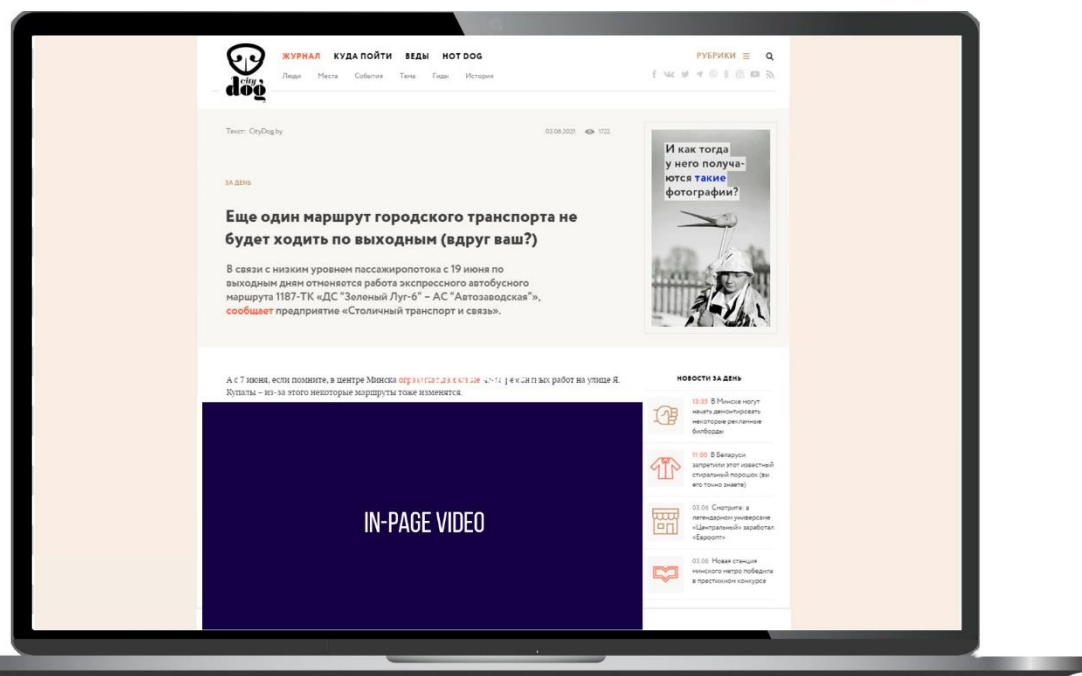 city
dog
ЖУРНАЛ КУДА ПОЙТИ ВЕДЫ HOT DOG
Люди Места События Тема Гиды История
РУБРИКИ
Текст: CityDog.by
03.06.2021 1722
ЗА ДЕНЬ
Еще один маршрут городского транспорта не
будет ходить по выходным (вдруг ваш?)
В связи с низким уровнем пассажиропотока с 19 июня по
выходным дням отменяется работа экспрессного автобусного
маршрута 1187-ТК «ДС "Зеленый Луг-6" – АС "Автозаводская"»,
сообщает предприятие «Столичный транспорт и связь».
И как тогда
у него получа-
ются такие
фотографии?
А с 7 июня, если помните, в центре Минска работ на улице Я.
Купалы – из-за этого некоторые маршруты тоже изменятся.
IN-PAGE VIDEO
НОВОСТИ ЗА ДЕНЬ
13:35 В Минске могут
начать демонтировать
некоторые рекламные
билборды
11:00 В Беларуси
запретили этот известный
стиральный порошок (вы
его точно знаете)
03.06 Смотрите: в
легендарном универсаме
«Центральный» заработал
«Евроопт»
03.06 Новая станция
минского метро победила
в престижном конкурсе